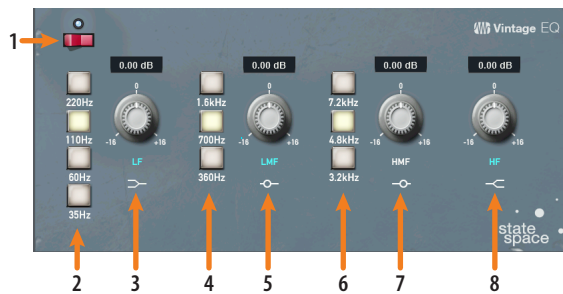 Vintage EQ
1
0.00 dB
0.00 dB
0.00 dB
0.00 dB
0
0
0
0
220Hz
1.6kHz
7.2kHz
-16
+16
-16
+16
-16
+16
-16
+16
110Hz
700Hz
4.8kHz
LF
LMF
HMF
HF
60Hz
360Hz
3.2kHz
35Hz
state
space
2
3
4
5
6
7
8